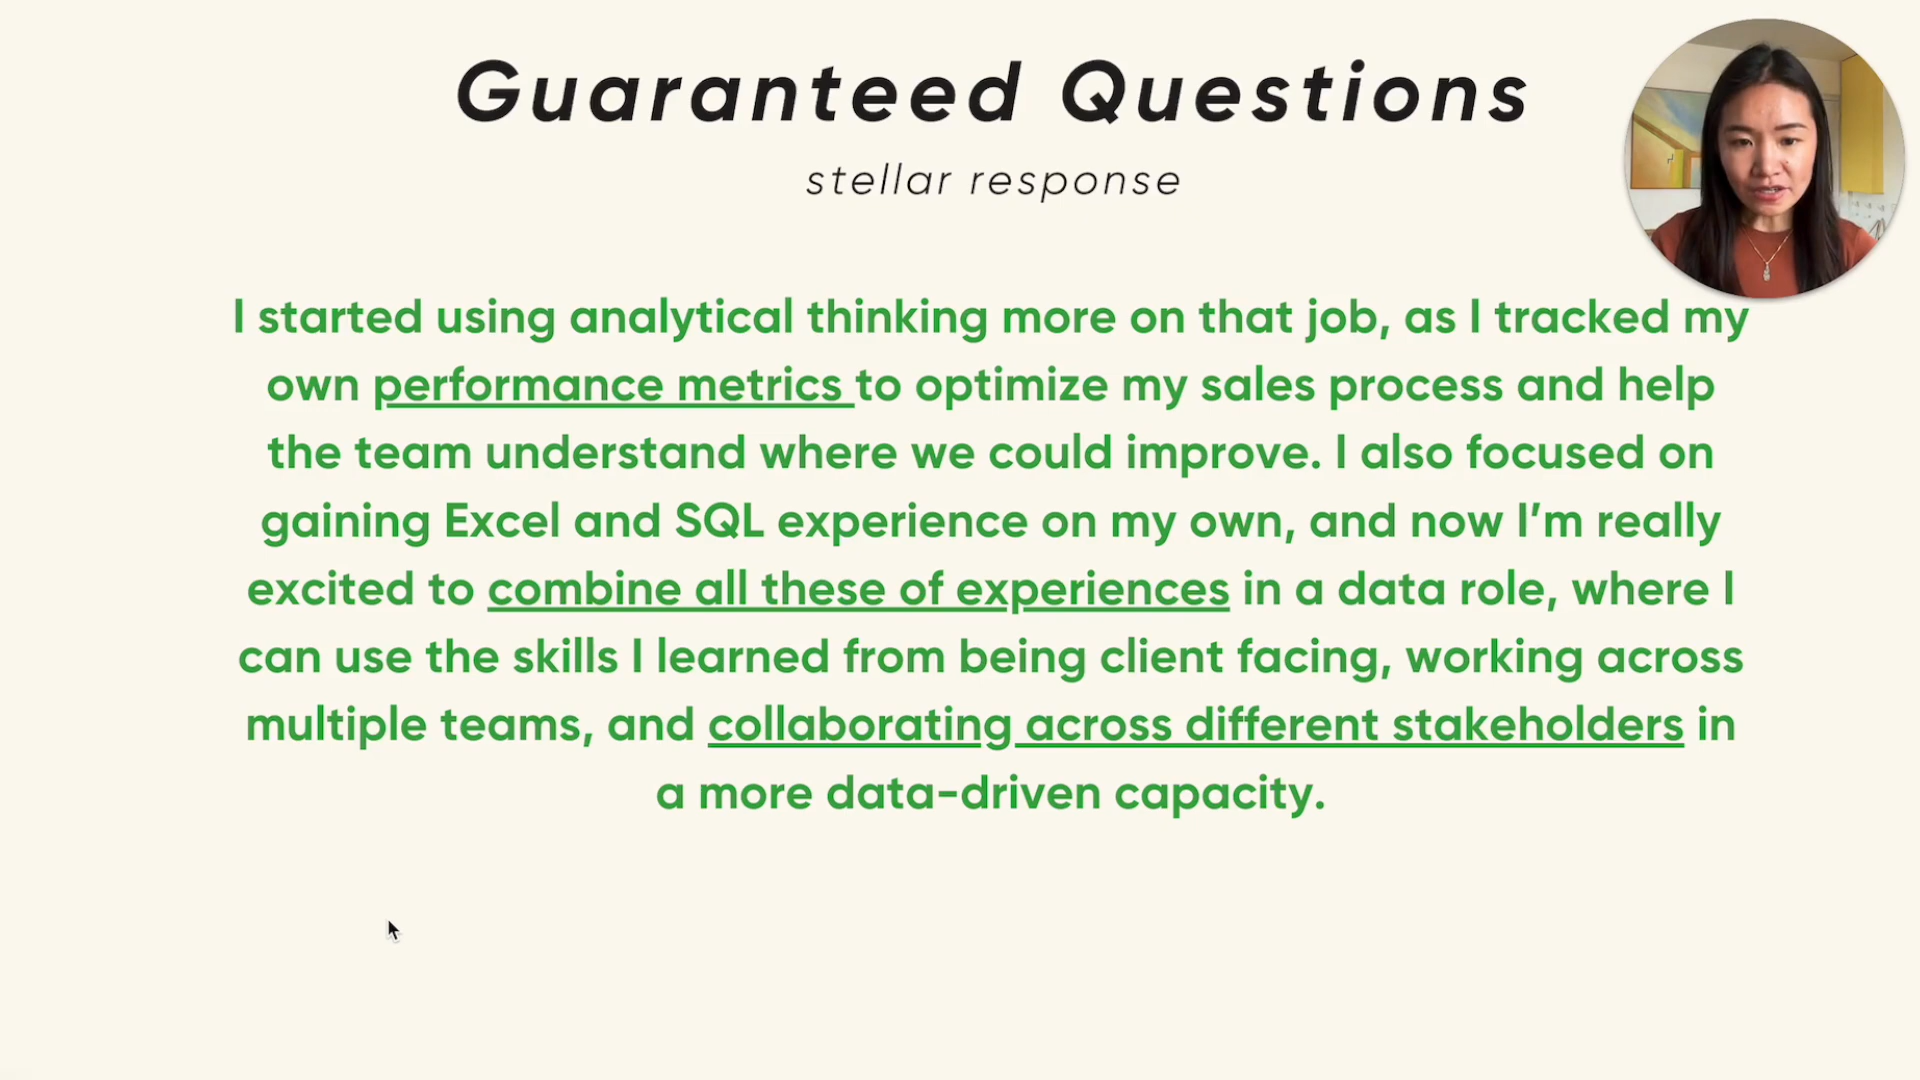 Guaranteed Questions
stellar response
I started using analytical thinking more on that job, as I tracked my
own performance metrics to optimize my sales process and help
the team understand where we could improve. I also focused on
gaining Excel and SQL experience on my own, and now I’m really
excited to combine all these of experiences in a data role, where I
can use the skills I learned from being client facing, working across
multiple teams, and collaborating across different stakeholders in
a more data-driven capacity.